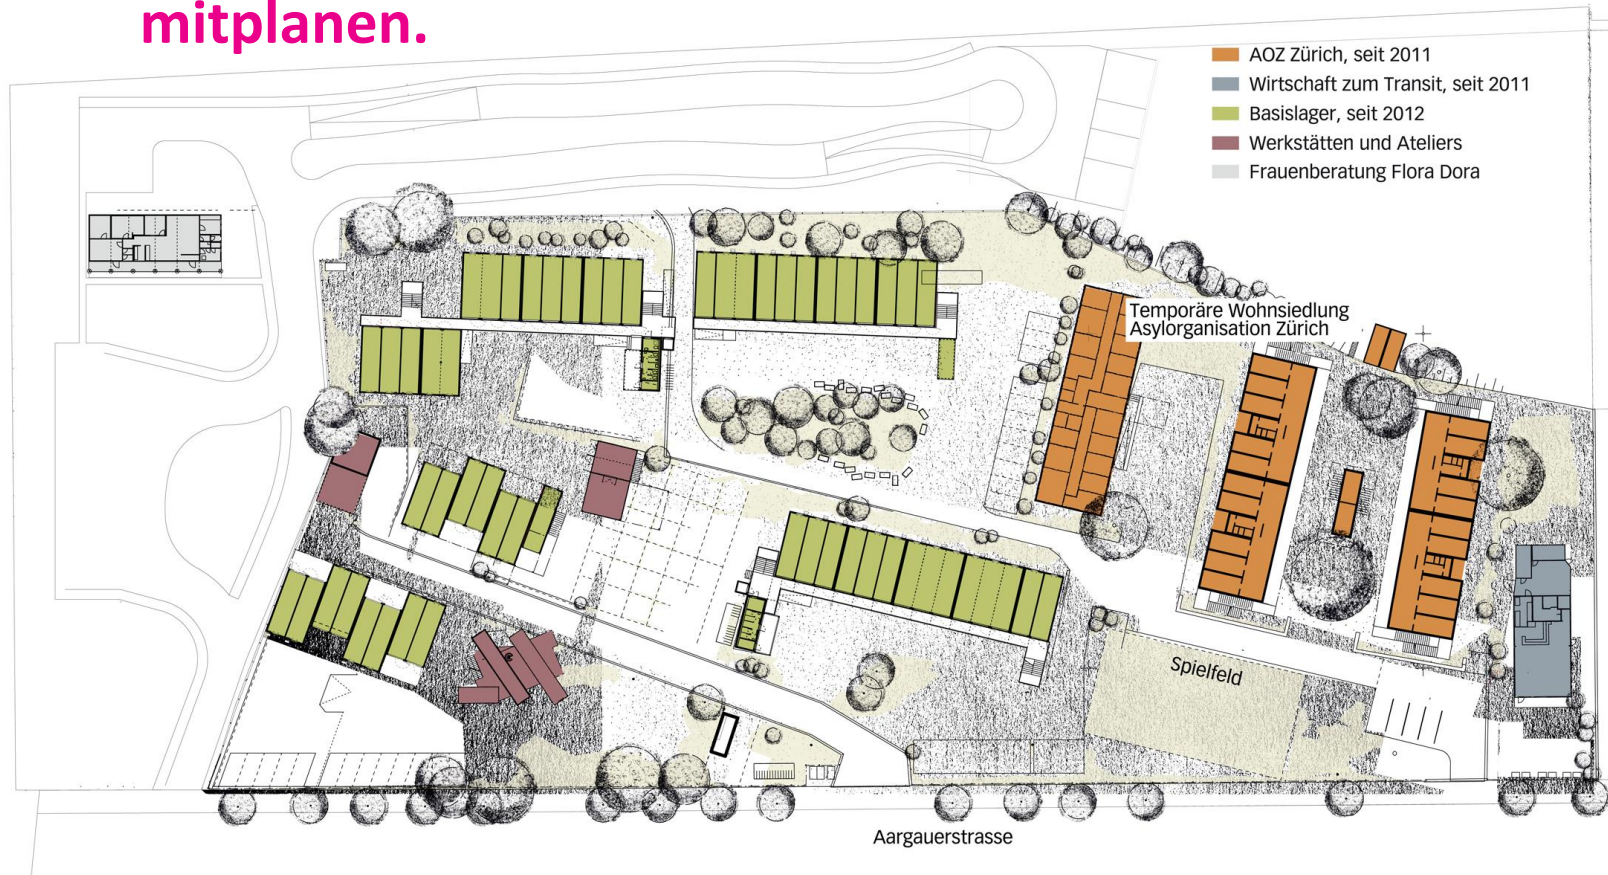 mitplanen.
AOZ Zürich, seit 2011
Wirtschaft zum Transit, seit 2011
Basislager, seit 2012
Werkstätten und Ateliers
Frauenberatung Flora Dora
Temporäre Wohnsiedlung
Asylorganisation Zürich
Spielfeld
Aargauerstrasse